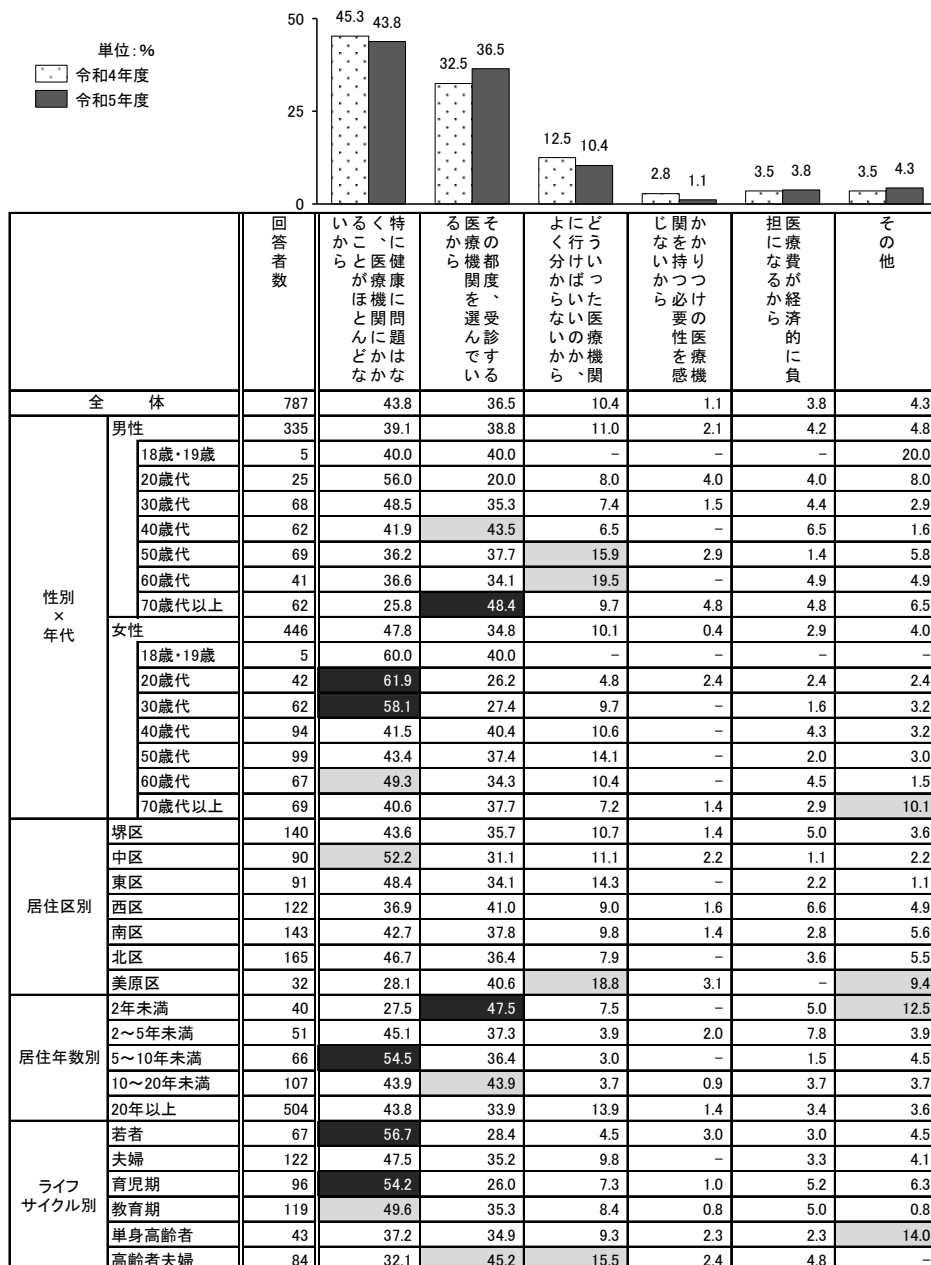 単位:%
令和4年度
令和5年度
50
25
0
45.3 43.8
32.5 36.5
12.5 10.4
2.8 1.1
3.5 3.8
3.5 4.3
回答者数
特に健康に問題はなく、医療機関にかかることがほとんどないから
その都度、受診する医療機関を選んでいるから
どういった医療機関に行けばいいのか、よく分からないから
かかりつけの医療機関を持つ必要性を感じないから
医療費が経済的に負担になるから
その他
全体 787 43.8 36.5 10.4 1.1 3.8 4.3
性別×年代
男性 335 39.1 38.8 11.0 2.1 4.2 4.8
18歳・19歳 5 40.0 40.0 – – – 20.0
20歳代 25 56.0 20.0 8.0 4.0 4.0 8.0
30歳代 68 48.5 35.3 7.4 1.5 4.4 2.9
40歳代 62 41.9 43.5 6.5 – 6.5 1.6
50歳代 69 36.2 37.7 15.9 2.9 1.4 5.8
60歳代 41 36.6 34.1 19.5 – 4.9 4.9
70歳代以上 62 25.8 48.4 9.7 4.8 4.8 6.5
女性 446 47.8 34.8 10.1 0.4 2.9 4.0
18歳・19歳 5 60.0 40.0 – – – –
20歳代 42 61.9 26.2 4.8 2.4 2.4 2.4
30歳代 62 58.1 27.4 9.7 – 1.6 3.2
40歳代 94 41.5 40.4 10.6 – 4.3 3.2
50歳代 99 43.4 37.4 14.1 – 2.0 3.0
60歳代 67 49.3 34.3 10.4 – 4.5 1.5
70歳代以上 69 40.6 37.7 7.2 1.4 2.9 10.1
居住区別
堺区 140 43.6 35.7 10.7 1.4 5.0 3.6
中区 90 52.2 31.1 11.1 2.2 1.1 2.2
東区 91 48.4 34.1 14.3 – 2.2 1.1
西区 122 36.9 41.0 9.0 1.6 6.6 4.9
南区 143 42.7 37.8 9.8 1.4 2.8 5.6
北区 165 46.7 36.4 7.9 – 3.6 5.5
美原区 32 28.1 40.6 18.8 3.1 – 9.4
居住年数別
2年未満 40 27.5 47.5 7.5 – 5.0 12.5
2～5年未満 51 45.1 37.3 3.9 2.0 7.8 3.9
5～10年未満 66 54.5 36.4 3.0 – 1.5 4.5
10～20年未満 107 43.9 43.9 3.7 0.9 3.7 3.7
20年以上 504 43.8 33.9 13.9 1.4 3.4 3.6
ライフサイクル別
若者 67 56.7 28.4 4.5 3.0 3.0 4.5
夫婦 122 47.5 35.2 9.8 – 3.3 4.1
育児期 96 54.2 26.0 7.3 1.0 5.2 6.3
教育期 119 49.6 35.3 8.4 0.8 5.0 0.8
単身高齢者 43 37.2 34.9 9.3 2.3 2.3 14.0
高齢者夫婦 84 32.1 45.2 15.5 2.4 4.8 –